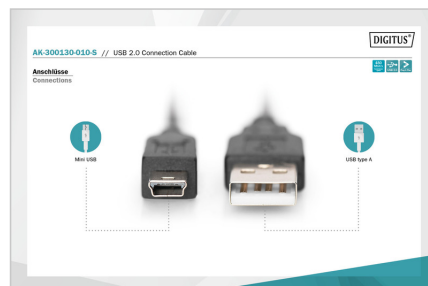 DIGITUS®
AK-300130-010-S // USB 2.0 Connection Cable
Anschlüsse
Connections
Mini USB
USB type A